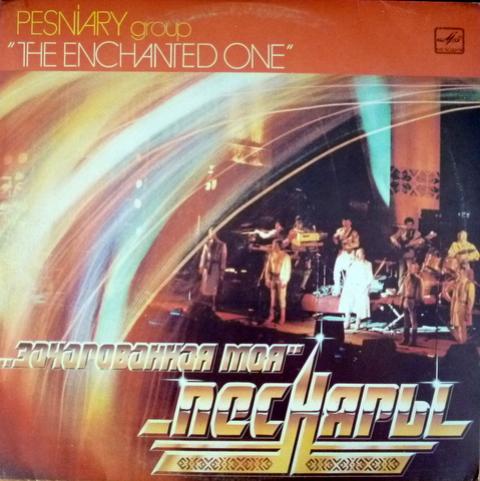 PESNIARY group
"THE ENCHANTED ONE"
„Зачарованная моя"
песняры